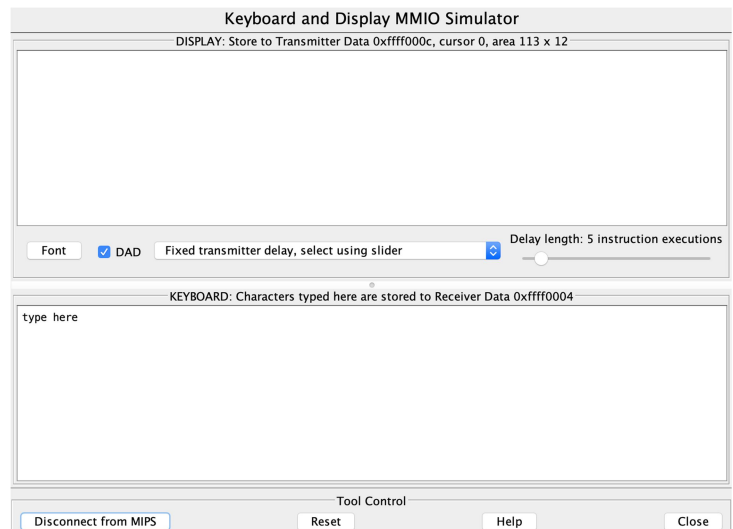 Keyboard and Display MMIO Simulator
DISPLAY: Store to Transmitter Data 0xffff000c, cursor 0, area 113 x 12
Font
DAD
Fixed transmitter delay, select using slider
Delay length: 5 instruction executions
KEYBOARD: Characters typed here are stored to Receiver Data 0xffff0004
type here
Tool Control
Disconnect from MIPS
Reset
Help
Close